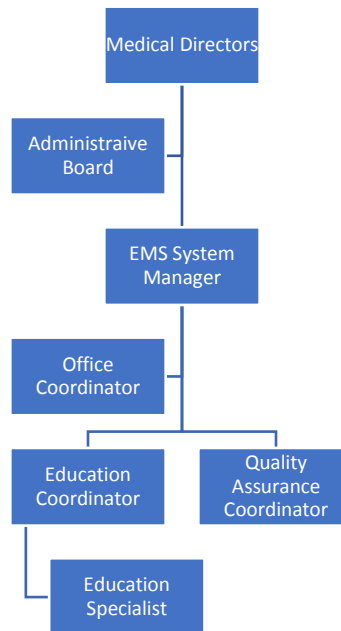 Medical Directors
Administraive
Board
EMS System
Manager
Office
Coordinator
Education
Coordinator
Quality
Assurance
Coordinator
Education
Specialist